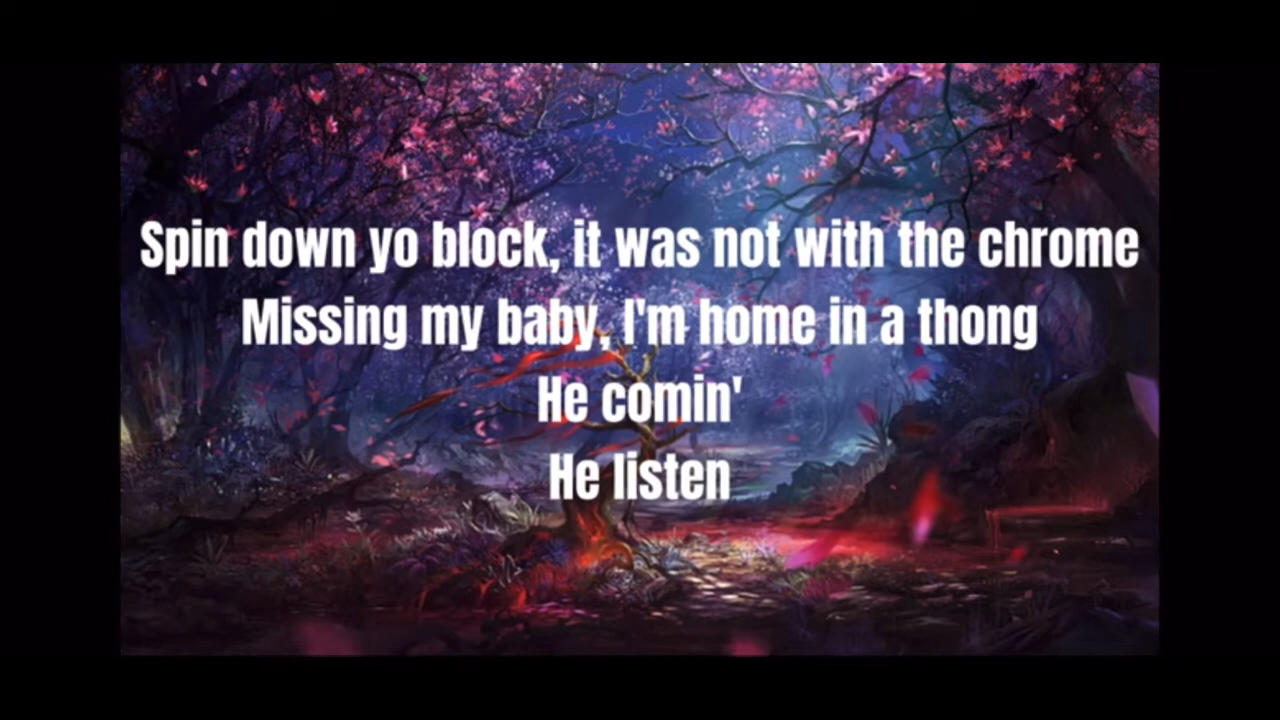 Spin down yo block, it was not with the chrome
Missing my baby, I'm home in a thong
He comin'
He listen